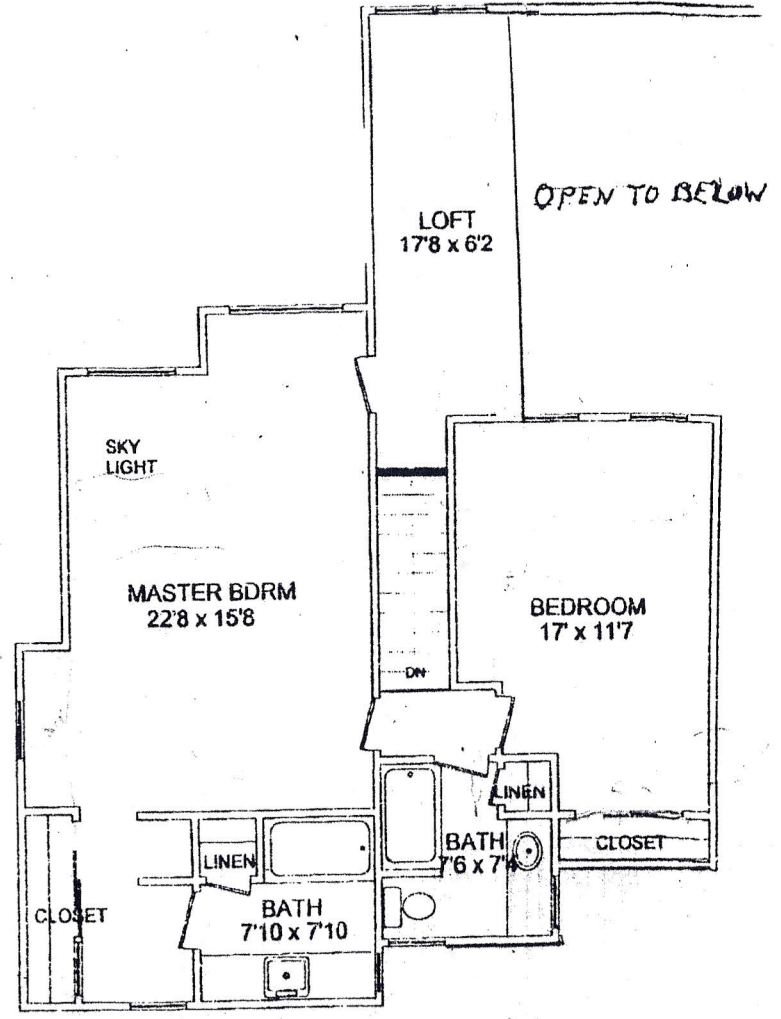 OPEN TO BELOW
LOFT
17'8 x 6'2
SKY
LIGHT
MASTER BDRM
22'8 x 15'8
BEDROOM
17' x 11'7
DN
LINEN
BATH
7'6 x 7'4
CLOSET
LINEN
CLOSET
BATH
7'10 x 7'10